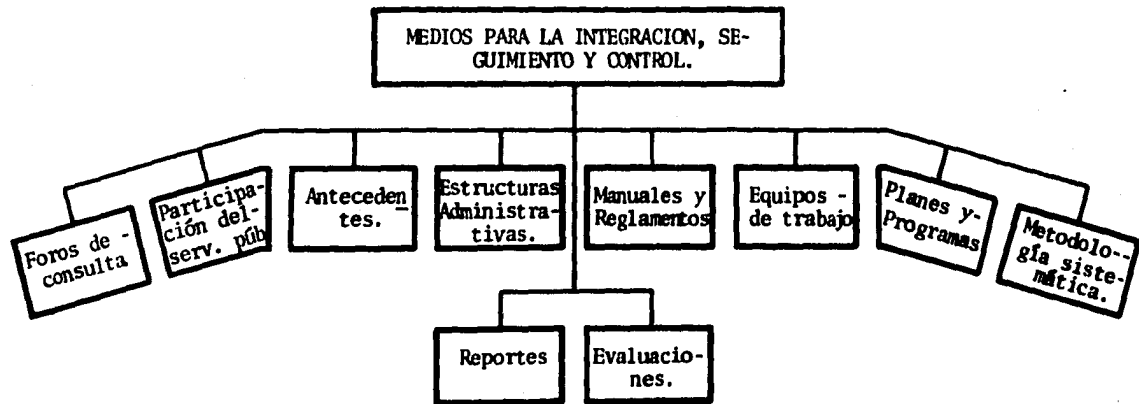 MEDIOS PARA LA INTEGRACION, SE-
GUIMIENTO Y CONTROL.
Foros de -
consulta
Participa-
ción del-
serv. púb
Anteceden
tes.
Estructuras
Administra-
tivas.
Manuales y
Reglamentos
Equipos -
de trabajo
Planes y-
Programas
Metodolo--
gía siste-
mática.
Reportes
Evaluacio-
nes.